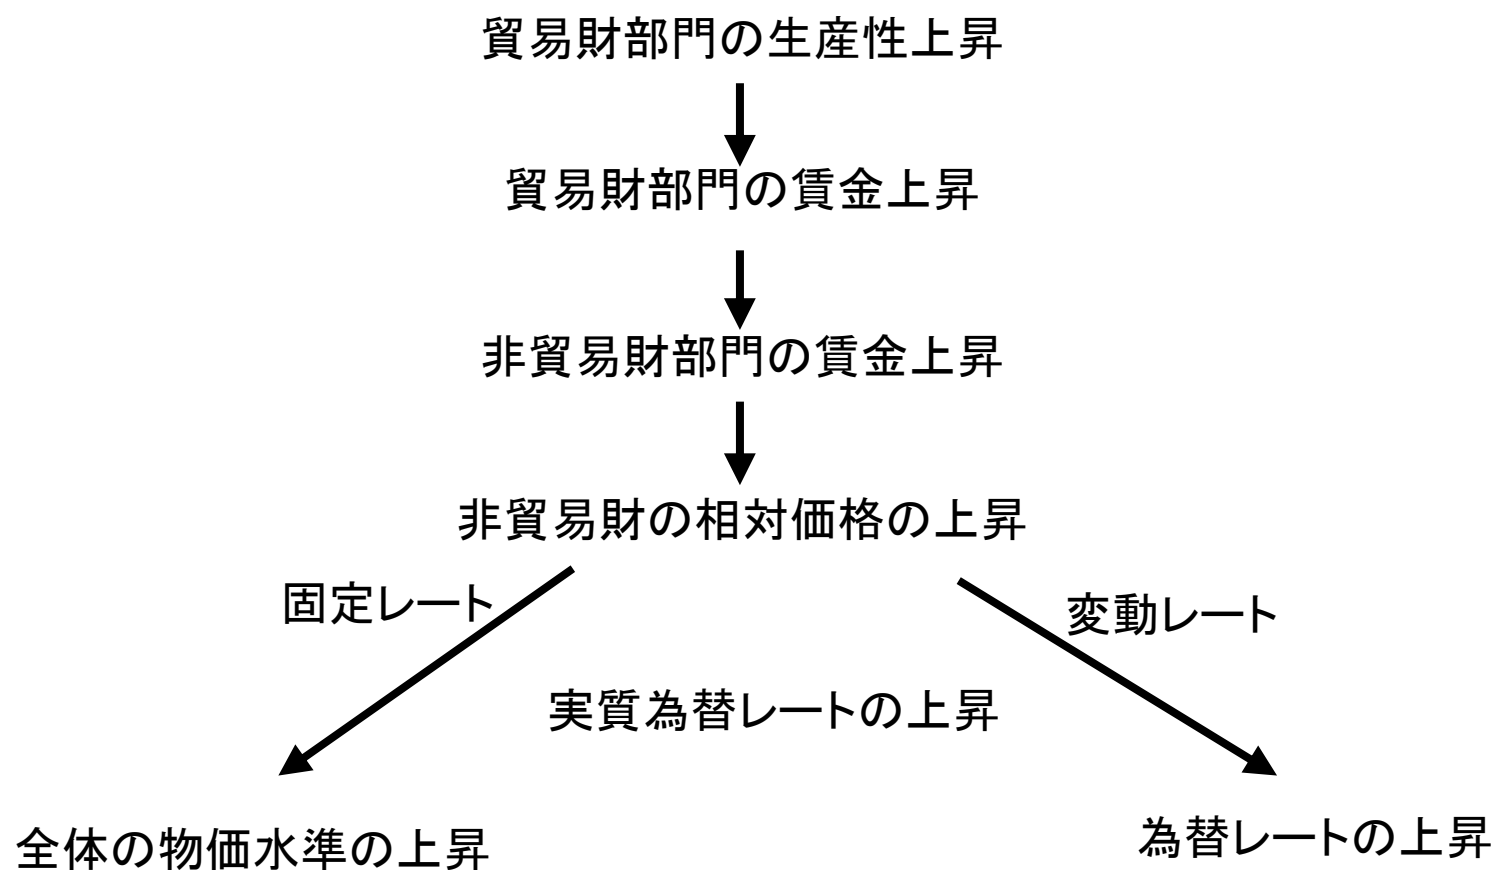 貿易財部門の生産性上昇
貿易財部門の賃金上昇
非貿易財部門の賃金上昇
非貿易財の相対価格の上昇
固定レート
変動レート
実質為替レートの上昇
全体の物価水準の上昇
為替レートの上昇